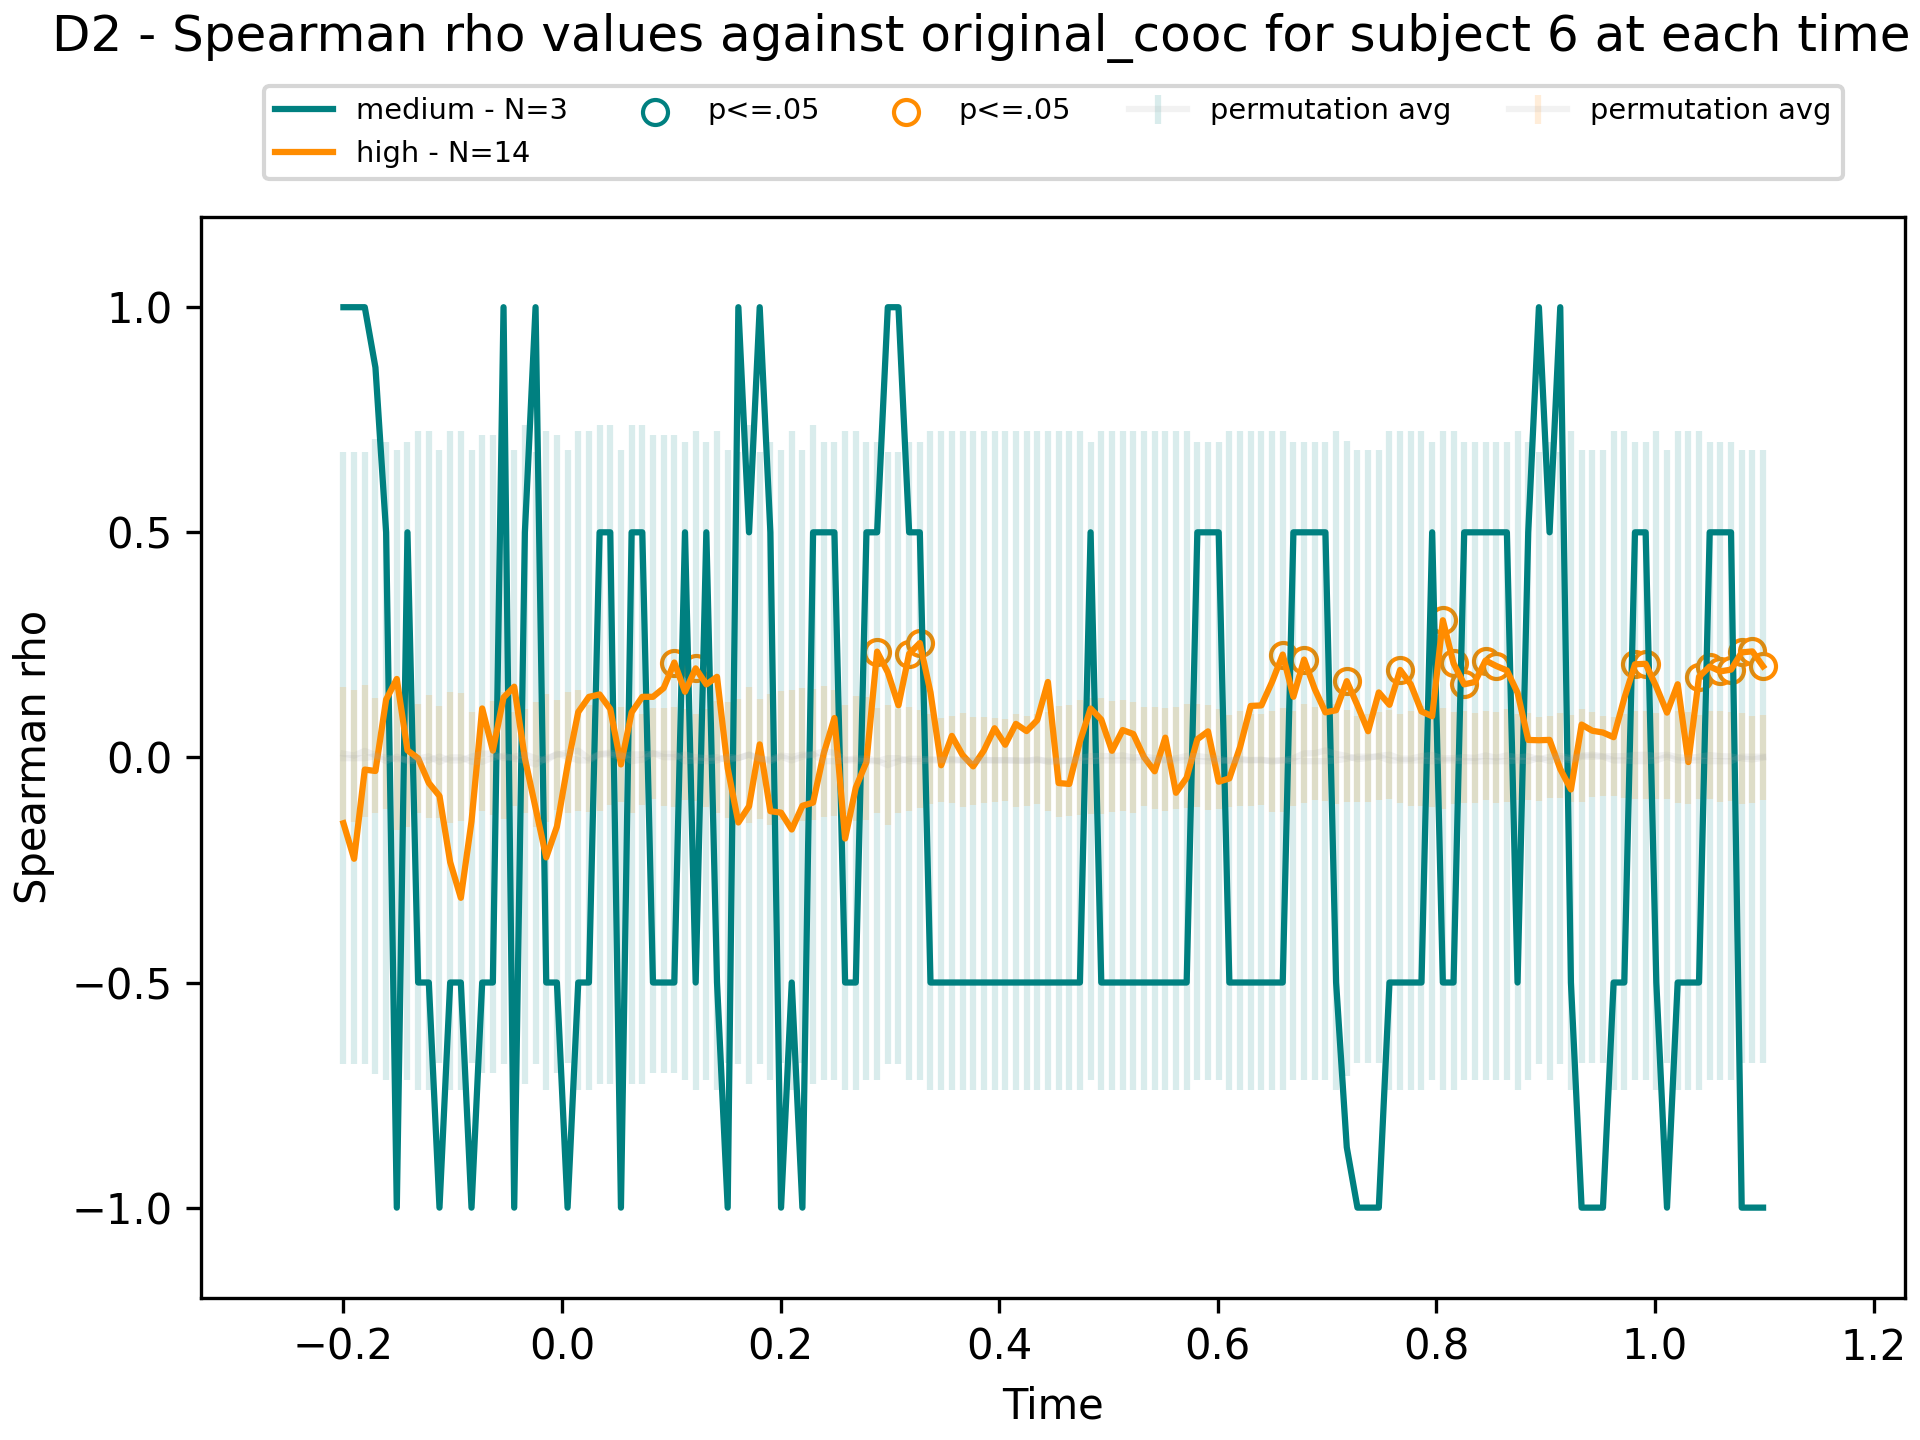 D2 - Spearman rho values against original_cooc for subject 6 at each time
medium - N=3
high - N=14
p<=.05
p<=.05
permutation avg
permutation avg
Spearman rho
1.0
0.5
0.0
−0.5
−1.0
−0.2
0.0
0.2
0.4
0.6
0.8
1.0
1.2
Time